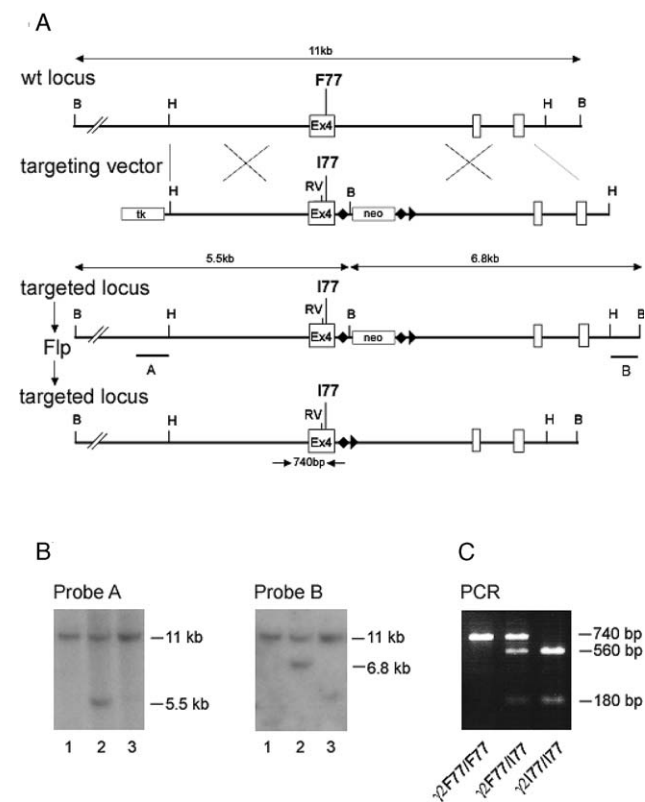 A
11kb
wt locus
F77
B H H B
Ex4
targeting vector
I77
H RV B H
tk Ex4 neo
5.5kb 6.8kb
targeted locus
I77
B H RV B H B
Ex4 neo
Flp
A B
targeted locus
I77
B H RV H B
Ex4
740bp
B
C
Probe A
Probe B
PCR
11 kb
5.5 kb
1 2 3
11 kb
6.8 kb
1 2 3
740 bp
560 bp
180 bp
γ2F77/F77
γ2F77/I77
γ2I77/I77